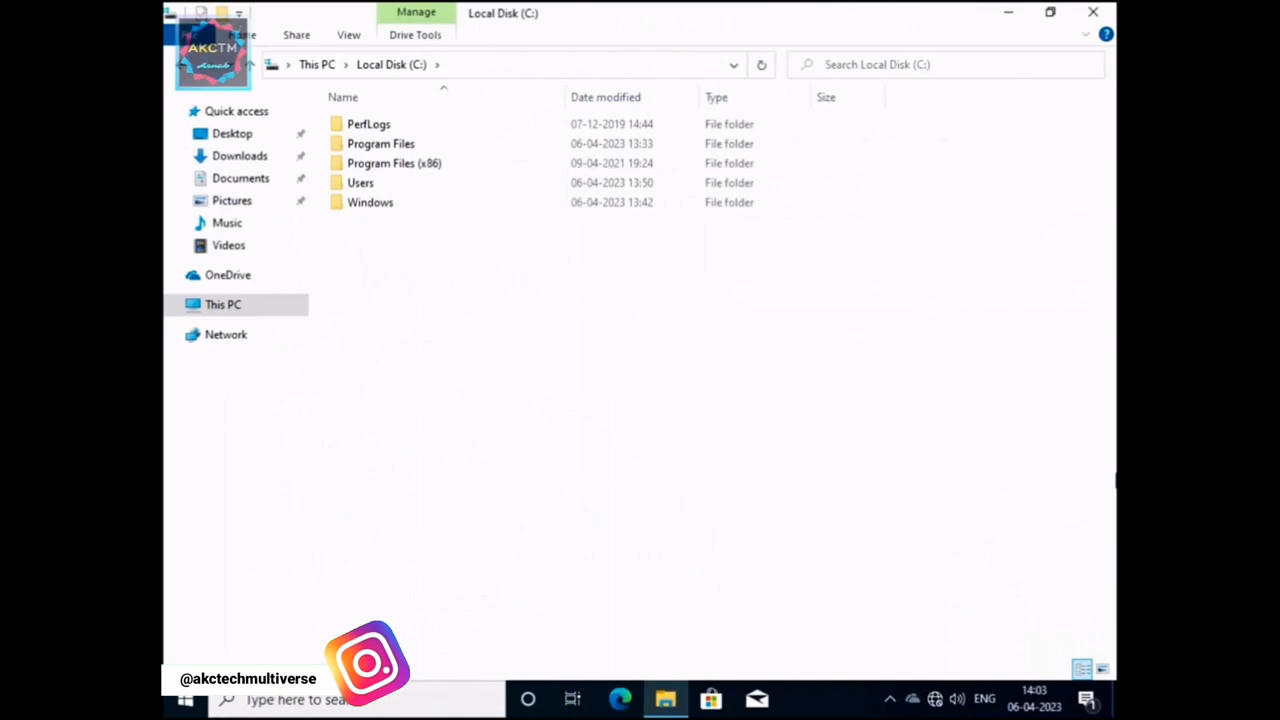 Manage
Local Disk (C:)
AKCTM
Home
Share
View
Drive Tools
This PC
Local Disk (C:)
Search Local Disk (C:)
Name
Date modified
Type
Size
Quick access
Desktop
Downloads
Documents
Pictures
Music
Videos
OneDrive
This PC
Network
PerfLogs 07-12-2019 14:44 File folder
Program Files 06-04-2023 13:33 File folder
Program Files (x86) 09-04-2021 19:24 File folder
Users 06-04-2023 13:50 File folder
Windows 06-04-2023 13:42 File folder
@akctechmultiverse
Type here to sea
ENG
14:03
06-04-2023
1